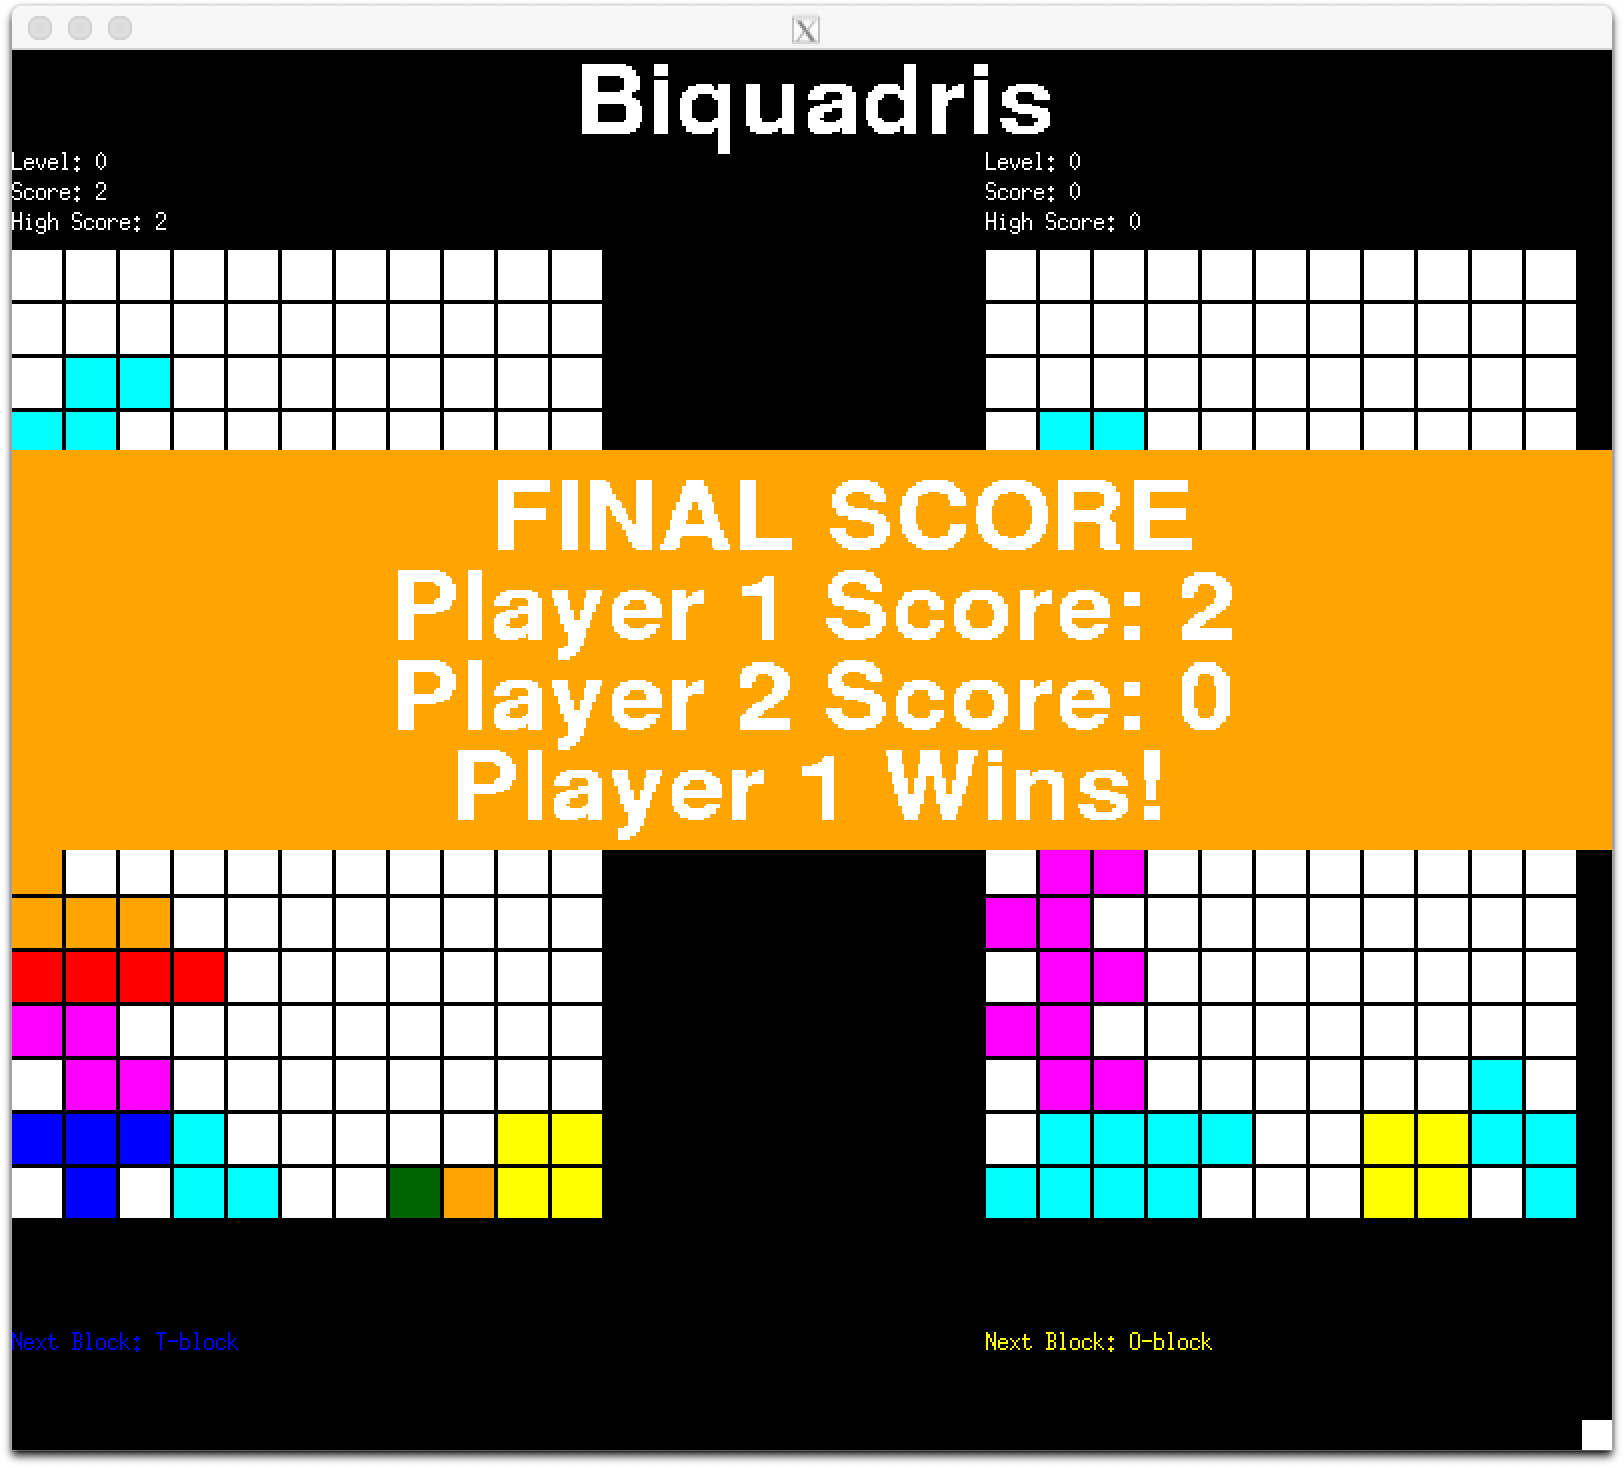 Biquadris
Level: 0
Score: 2
High Score: 2
Level: 0
Score: 0
High Score: 0
FINAL SCORE
Player 1 Score: 2
Player 2 Score: 0
Player 1 Wins!
Next Block: T-block
Next Block: O-block